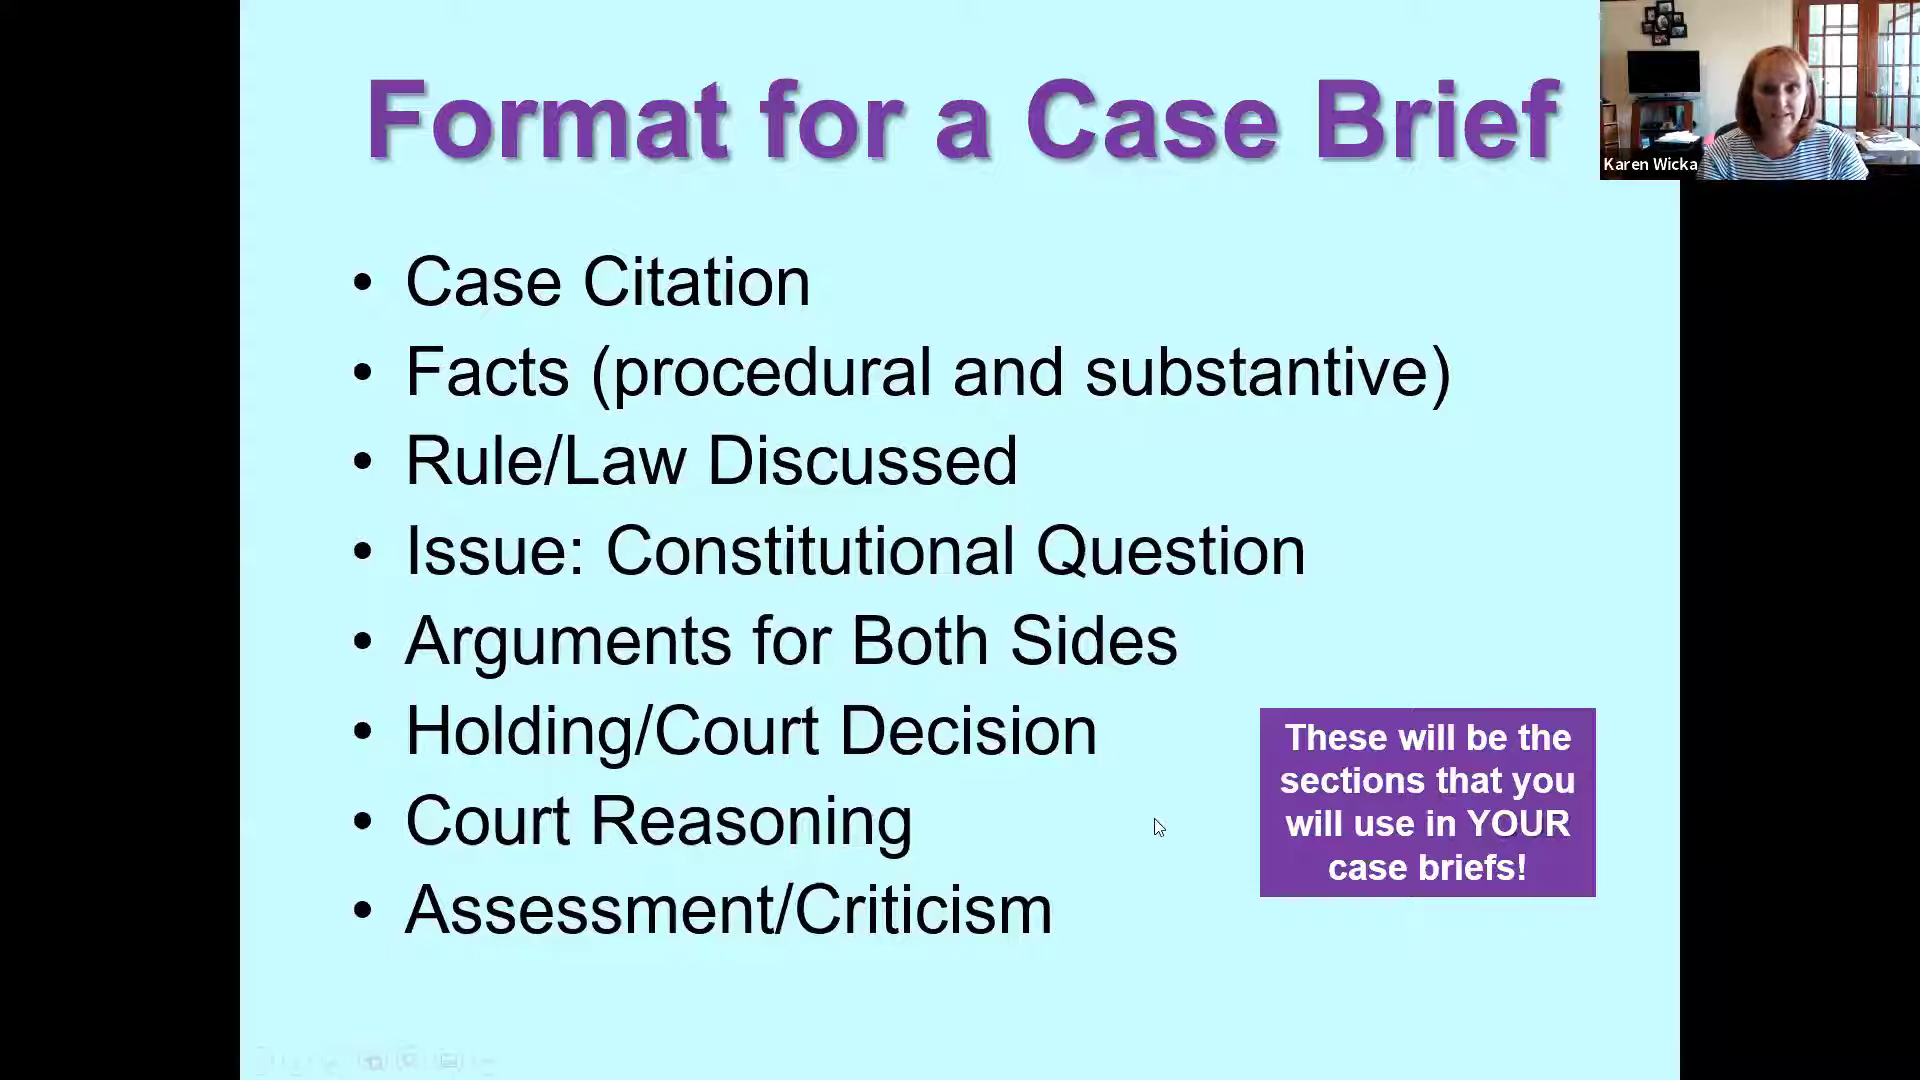 Format for a Case Brief
Karen Wicka
• Case Citation
• Facts (procedural and substantive)
• Rule/Law Discussed
• Issue: Constitutional Question
• Arguments for Both Sides
• Holding/Court Decision
• Court Reasoning
• Assessment/Criticism
These will be the
sections that you
will use in YOUR
case briefs!